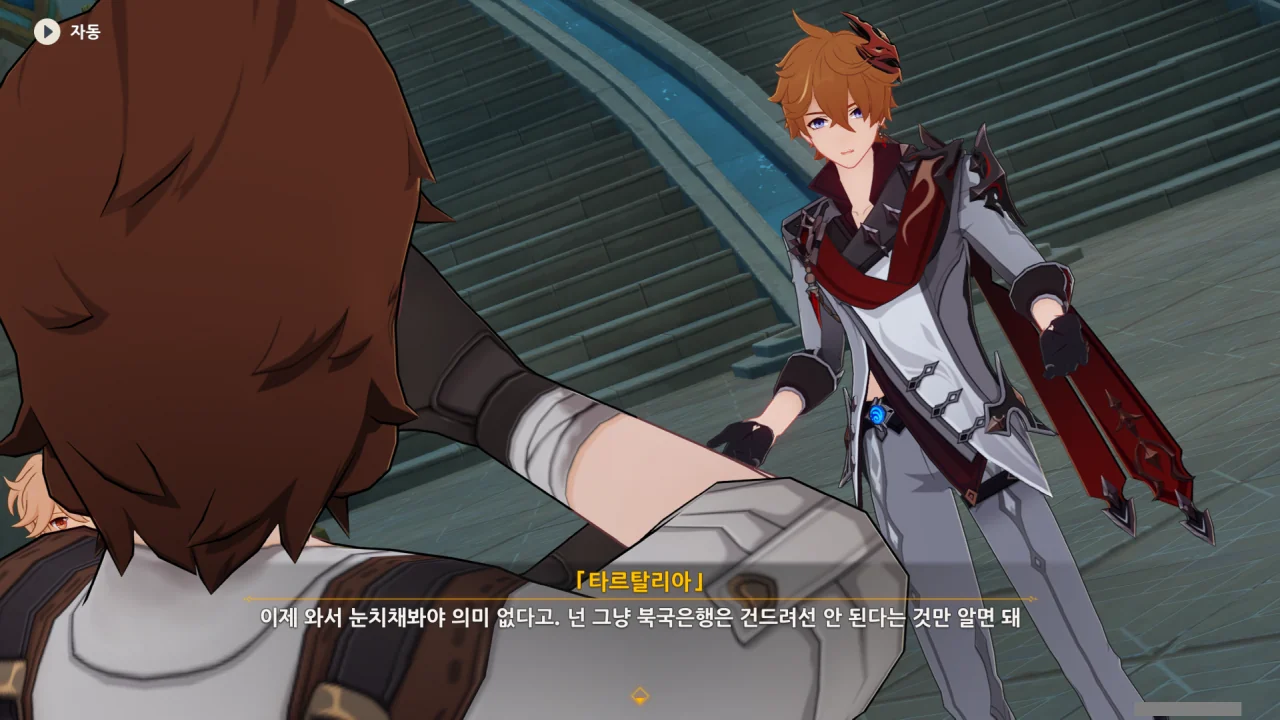 자동
「타르탈리아」
이제 와서 눈치채봐야 의미 없다고. 넌 그냥 북국은행은 건드려선 안 된다는 것만 알면 돼